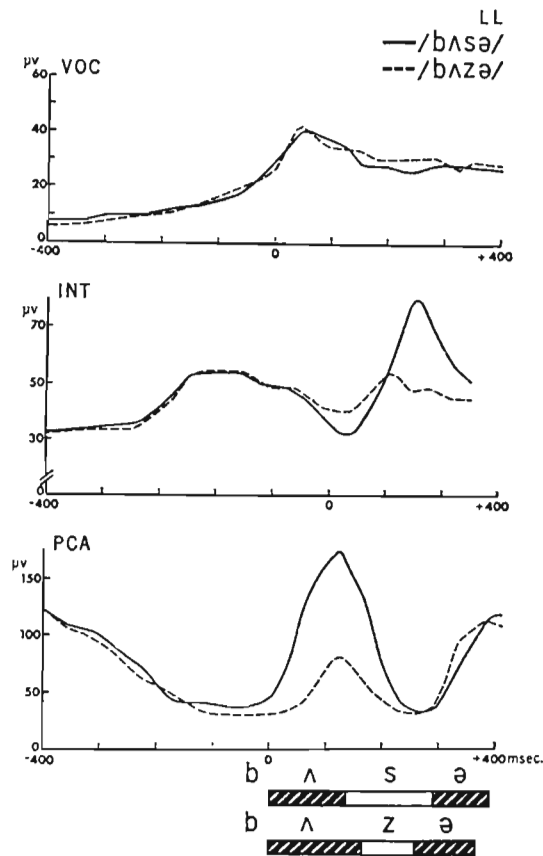 LL
/bʌsə/
/bʌzə/
μv VOC
60
40
20
0
-400 0 +400
INT
μv
70
50
30
0
-400 0 +400
PCA
μv
150
100
50
0
-400 0 +400 msec.
b ʌ s ə
b ʌ z ə